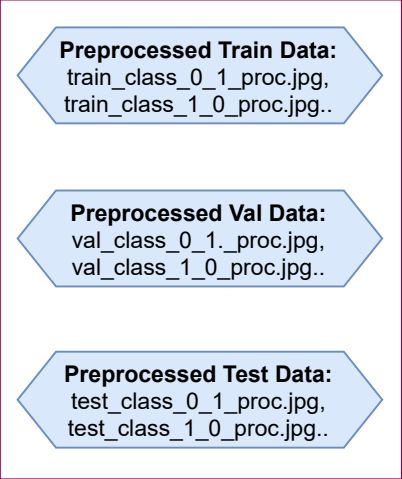 Preprocessed Train Data:
train_class_0_1_proc.jpg,
train_class_1_0_proc.jpg..
Preprocessed Val Data:
val_class_0_1._proc.jpg,
val_class_1_0_proc.jpg..
Preprocessed Test Data:
test_class_0_1_proc.jpg,
test_class_1_0_proc.jpg..